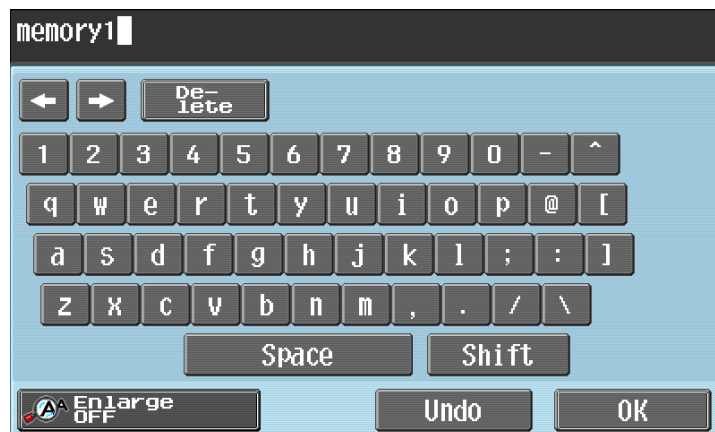 memory1
← → De-
lete
1 2 3 4 5 6 7 8 9 0 - ^
q w e r t y u i o p @ [
a s d f g h j k l ; : ]
z x c v b n m , . / \
Space Shift
Enlarge
OFF Undo OK